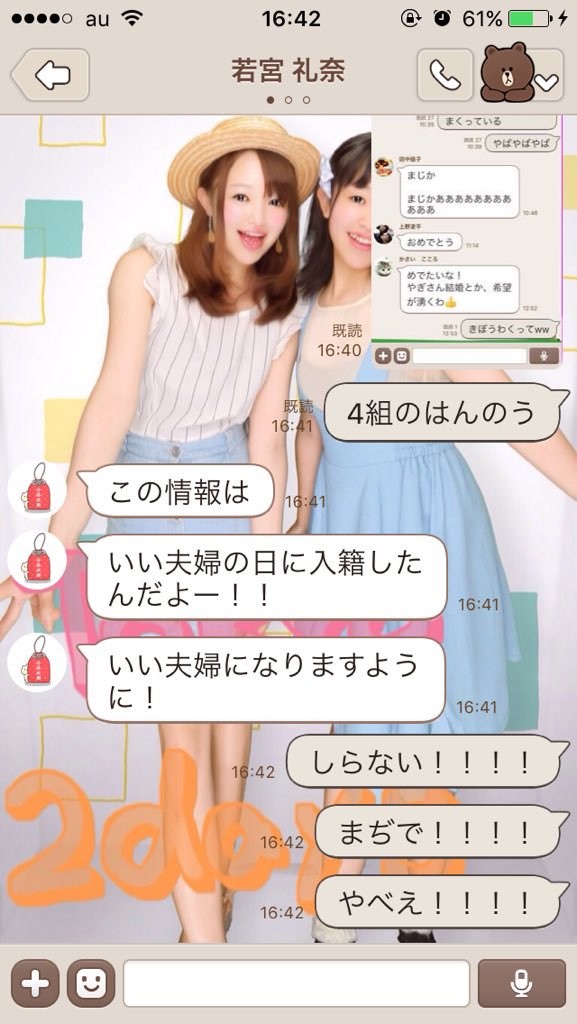 au 16:42 61%
若宮 礼奈
既読 27
10:39
まくっている
既読 27
10:39
やばやばやば
田中陽子
まじか
まじかああああああああ
あああ
10:48
上野凌平
おめでとう
11:14
かさい こころ
めでたいな!
やぎさん結婚とか、希望
が湧くわ👍
12:52
既読 1
12:53
きぼうわくってww
既読
16:40
既読
16:41
4組のはんのう
この情報は
16:41
いい夫婦の日に入籍した
んだよー!!
16:41
いい夫婦になりますよう
に!
16:41
16:42
しらない!!!!
16:42
まぢで!!!!
16:42
やべえ!!!!
2days